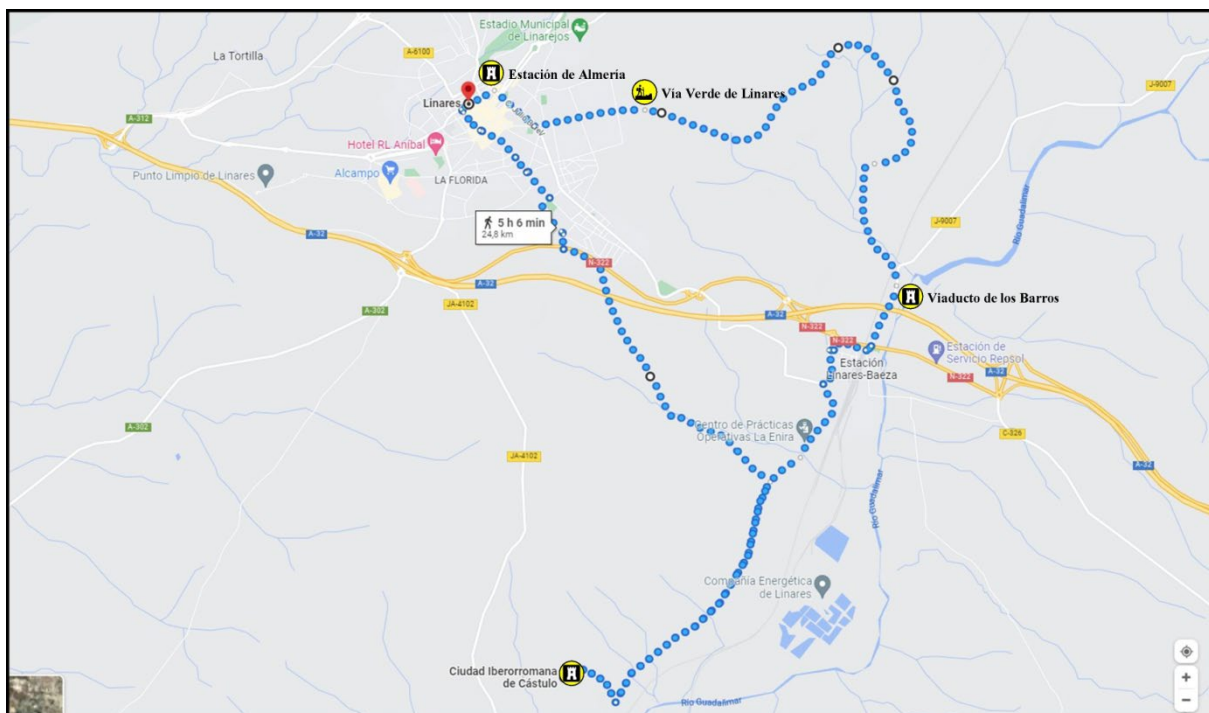 Estadio Municipal
de Linarejos
La Tortilla
A-6100
Estación de Almería
J-9007
Vía Verde de Linares
Linares
A-312
Hotel RL Aníbal
Punto Limpio de Linares
Alcampo
LA FLORIDA
5 h 6 min
24,8 km
J-9007
Río Guadalimar
A-32
N-322
A-32
A-32
A-302
JA-4102
Viaducto de los Barros
A-32
N-322
N-322
Estación
Linares-Baeza
Estación de
Servicio Repsol
N-322
A-32
A-302
Centro de Prácticas
Operativas La Enira
C-326
JA-4102
A-32
Río Guadalimar
Compañía Energética
de Linares
Ciudad Iberorromana
de Cástulo
Río Guadalimar